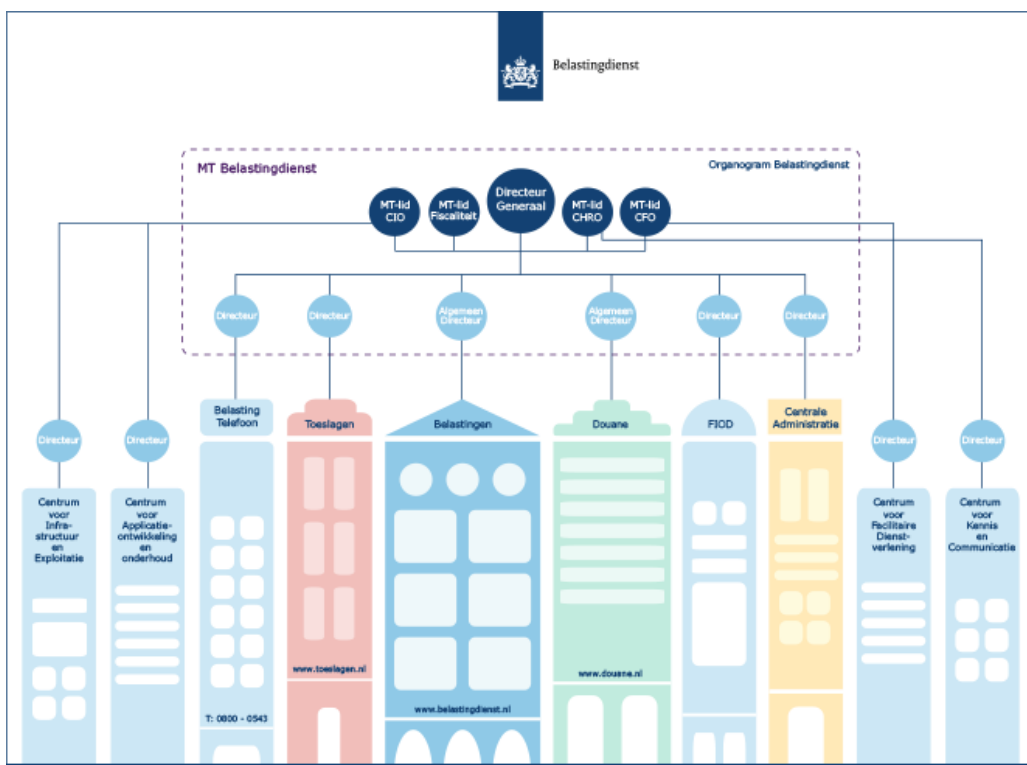 Belastingdienst
MT Belastingdienst
Organogram Belastingdienst
Directeur
Generaal
MT-lid
CIO
MT-lid
Fiscaliteit
MT-lid
CHRO
MT-lid
CFO
Directeur
Directeur
Algemeen
Directeur
Algemeen
Directeur
Directeur
Directeur
Belasting
Telefoon
Toeslagen
Belastingen
Douane
FIOD
Centrale
Administratie
Directeur
Directeur
Directeur
Directeur
Centrum
voor
Infra-
structuur
en
Exploitatie
Centrum
voor
Applicatie-
ontwikkeling
en
onderhoud
Centrum
voor
Facilitaire
Dienst-
verlening
Centrum
voor
Kennis
en
Communicatie
www.toeslagen.nl
www.douane.nl
www.belastingdienst.nl
T: 0800 - 0543